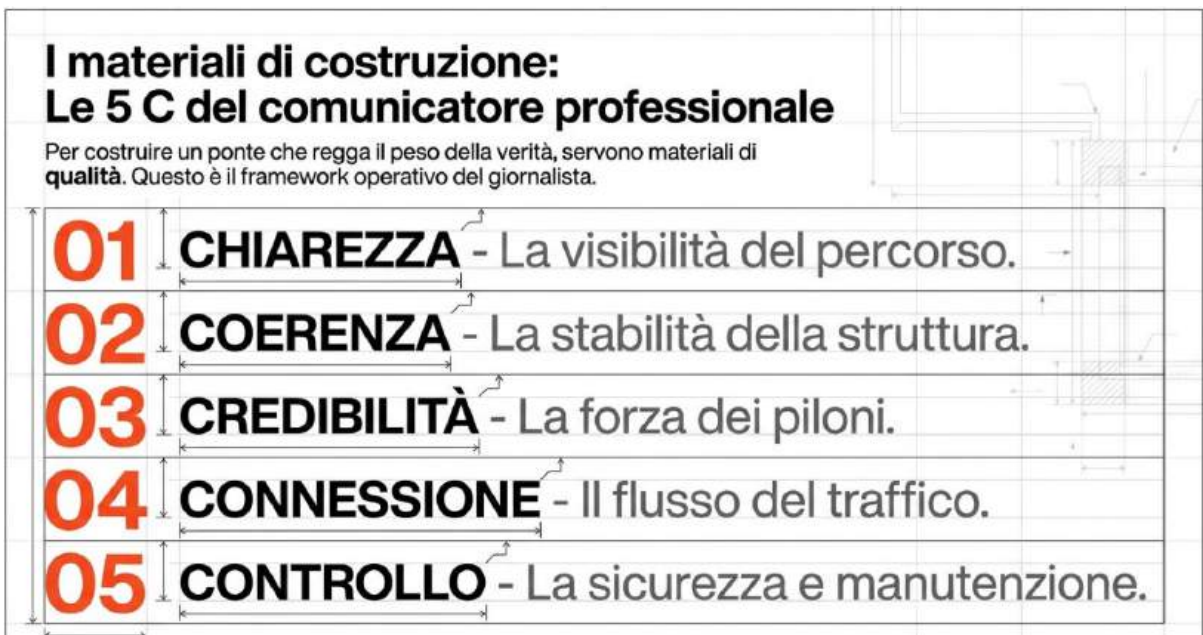 I materiali di costruzione:
Le 5 C del comunicatore professionale
Per costruire un ponte che regga il peso della verità, servono materiali di
qualità. Questo è il framework operativo del giornalista.
01 CHIAREZZA - La visibilità del percorso.
02 COERENZA - La stabilità della struttura.
03 CREDIBILITÀ - La forza dei piloni.
04 CONNESSIONE - Il flusso del traffico.
05 CONTROLLO - La sicurezza e manutenzione.